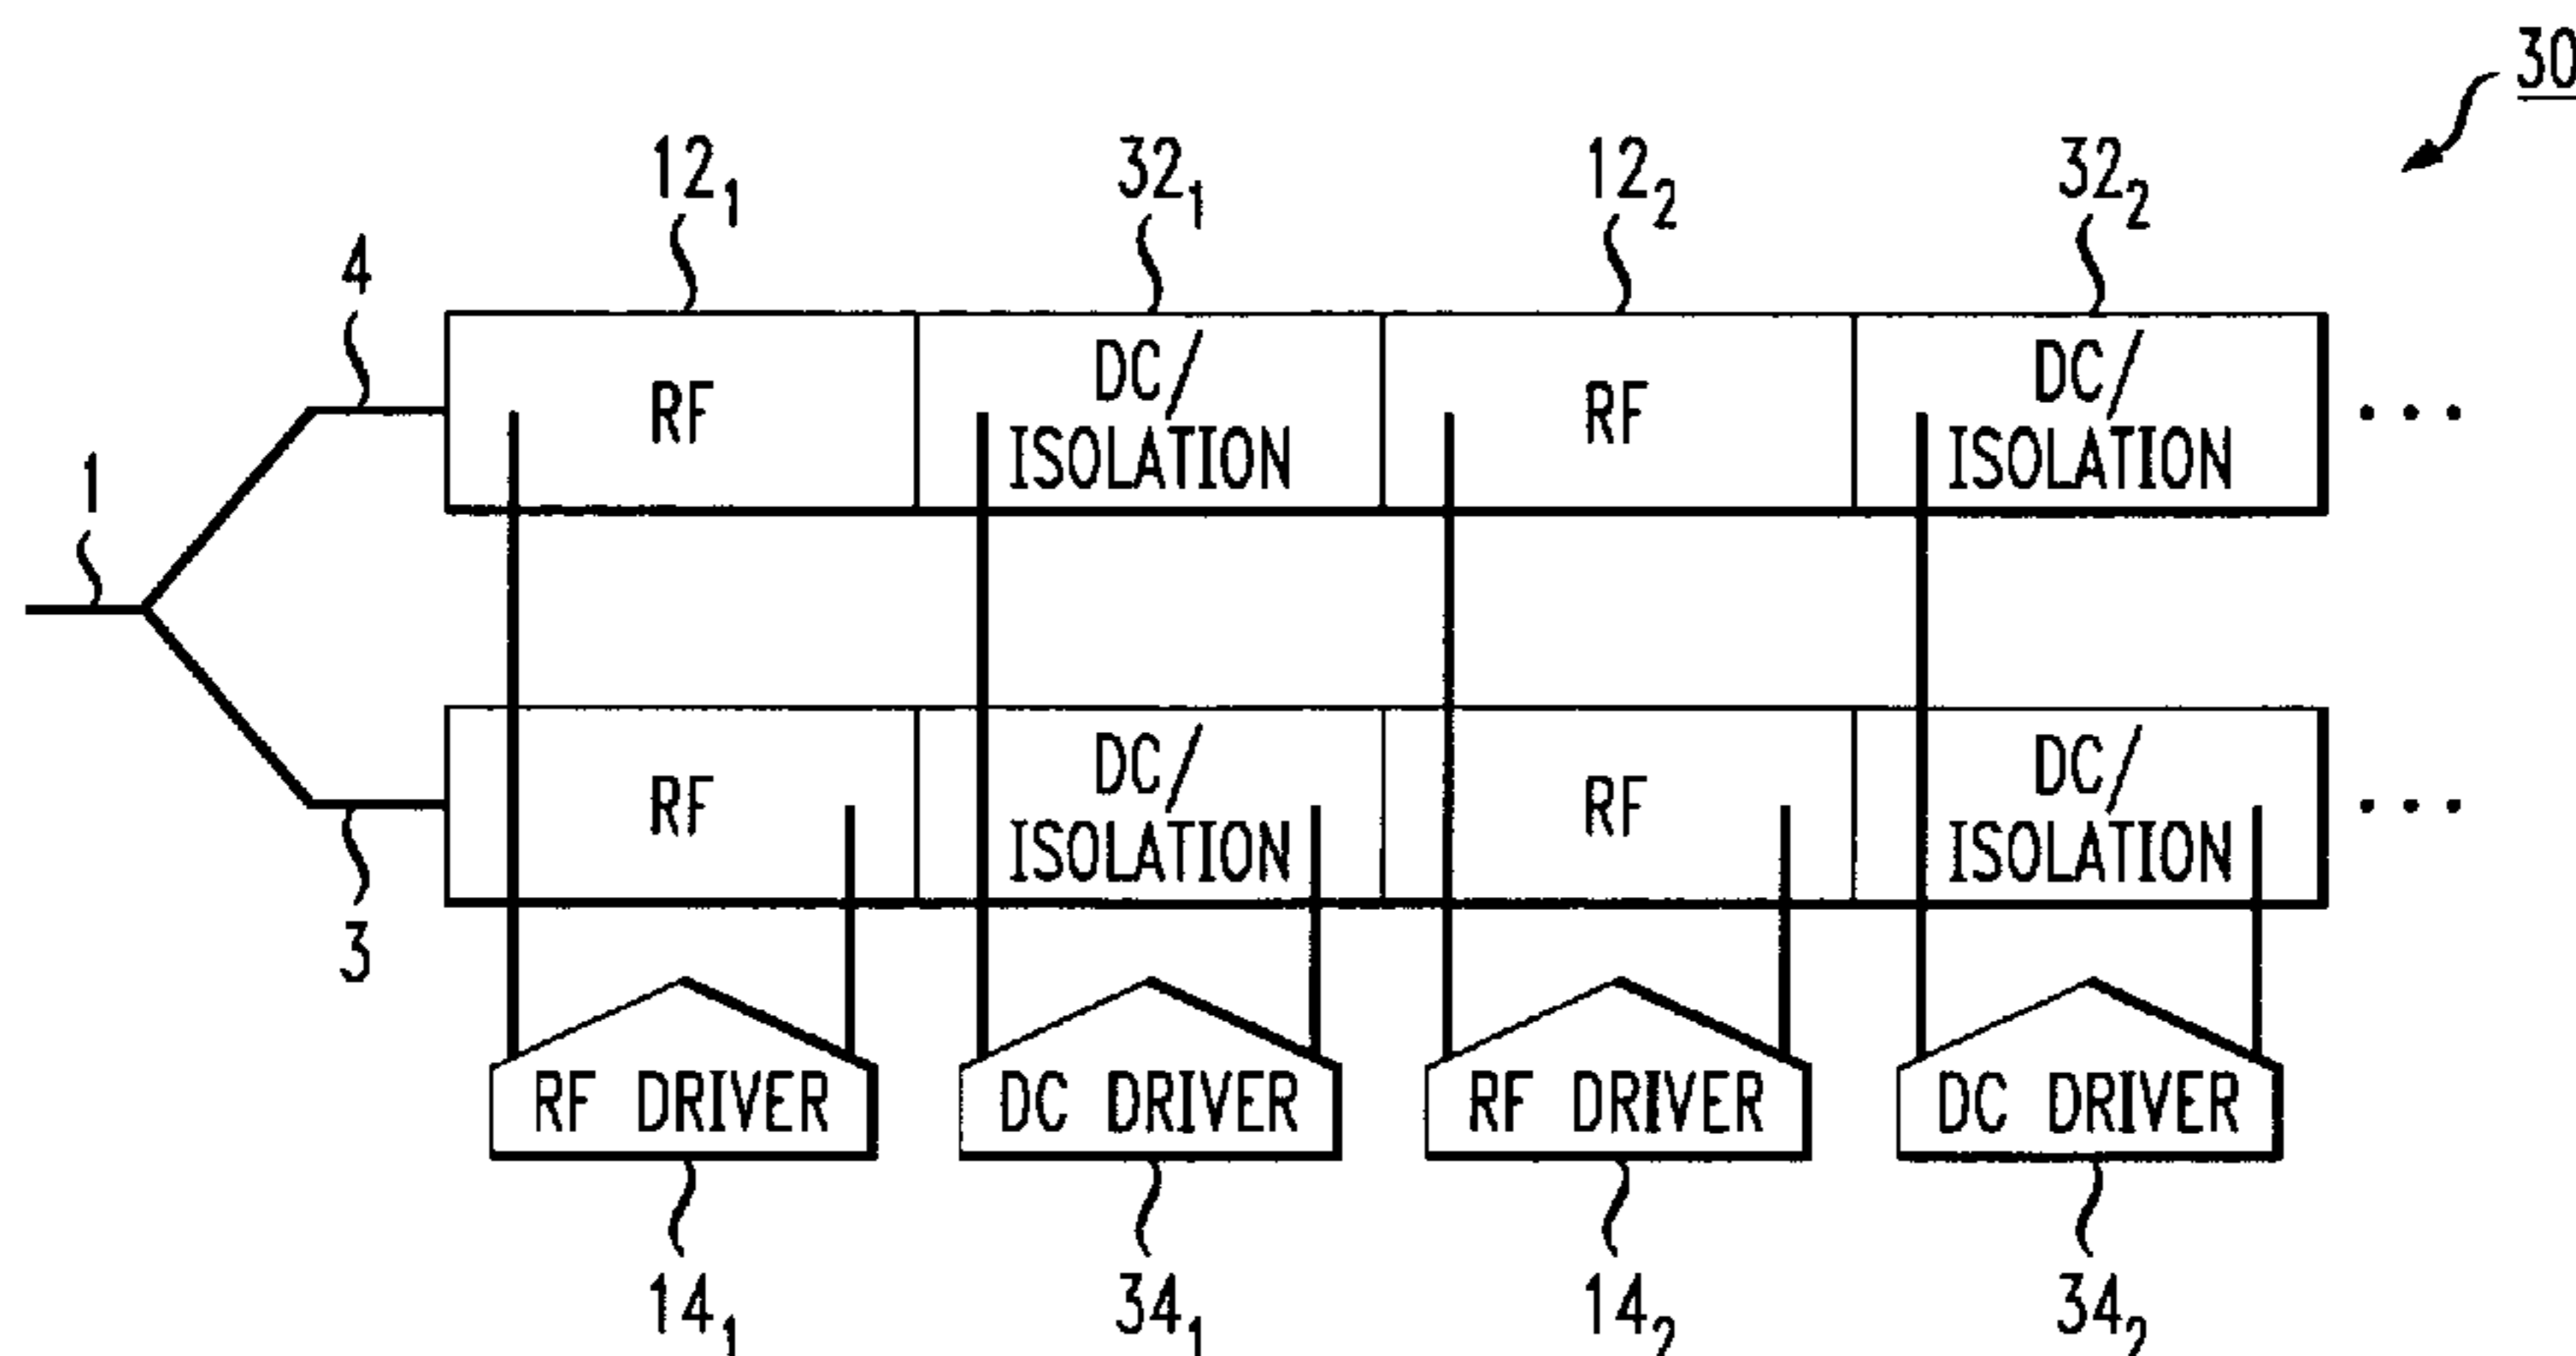 30
12₁ 32₁ 12₂ 32₂
4
RF DC/ISOLATION RF DC/ISOLATION ...
1
RF DC/ISOLATION RF DC/ISOLATION ...
3
RF DRIVER DC DRIVER RF DRIVER DC DRIVER
14₁ 34₁ 14₂ 34₂